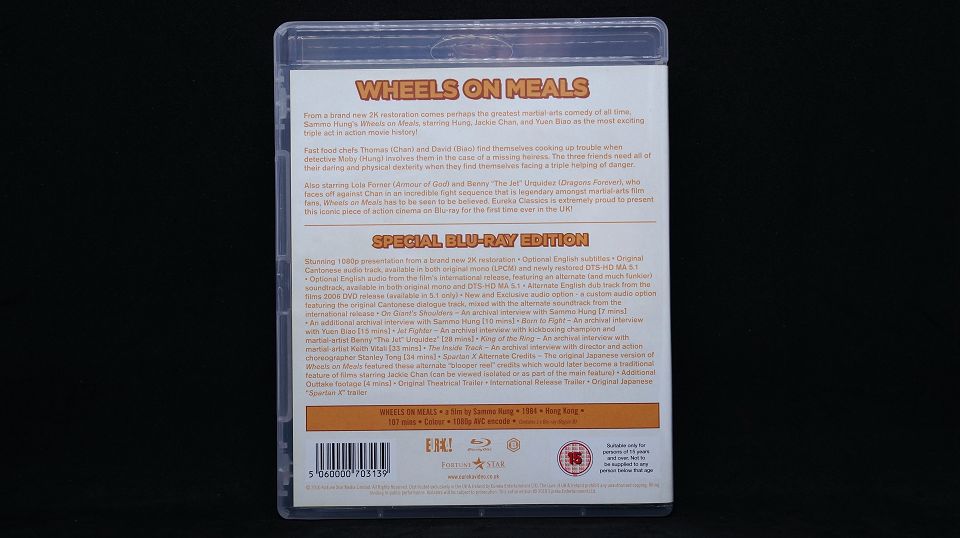 WHEELS ON MEALS
From a brand new 2K restoration comes perhaps the greatest martial-arts comedy of all time,
Sammo Hung's Wheels on Meals, starring Hung, Jackie Chan, and Yuen Biao as the most exciting
triple act in action movie history!
Fast food chefs Thomas (Chan) and David (Biao) find themselves cooking up trouble when
detective Moby (Hung) involves them in the case of a missing heiress. The three friends need all of
their daring and physical dexterity when they find themselves facing a triple helping of danger.
Also starring Lola Forner (Armour of God) and Benny "The Jet" Urquidez (Dragons Forever), who
faces off against Chan in an incredible fight sequence that is legendary amongst martial-arts film
fans, Wheels on Meals has to be seen to be believed. Eureka Classics is extremely proud to present
this iconic piece of action cinema on Blu-ray for the first time ever in the UK!
SPECIAL BLU-RAY EDITION
Stunning 1080p presentation from a brand new 2K restoration • Optional English subtitles • Original
Cantonese audio track, available in both original mono (LPCM) and newly restored DTS-HD MA 5.1
• Optional English audio from the film's international release, featuring an alternate (and much funkier)
soundtrack, available in both original mono and DTS-HD MA 5.1 • Alternate English dub track from the
films 2006 DVD release (available in 5.1 only) • New and Exclusive audio option – a custom audio option
featuring the original Cantonese dialogue track, mixed with the alternate soundtrack from the
international release • On Giant's Shoulders – An archival interview with Sammo Hung [7 mins]
• An additional archival interview with Sammo Hung [10 mins] • Born to Fight – An archival interview
with Yuen Biao [15 mins] • Jet Fighter – An archival interview with kickboxing champion and
martial-artist Benny "The Jet" Urquidez" [28 mins] • King of the Ring – An archival interview with
martial-artist Keith Vitali [33 mins] • The Inside Track – An archival interview with director and action
choreographer Stanley Tong [34 mins] • Spartan X Alternate Credits – The original Japanese version of
Wheels on Meals featured these alternate "blooper reel" credits which would later become a traditional
feature of films starring Jackie Chan (can be viewed isolated or as part of the main feature) • Additional
Outtake footage [4 mins] • Original Theatrical Trailer • International Release Trailer • Original Japanese
"Spartan X" trailer
WHEELS ON MEALS • a film by Sammo Hung • 1984 • Hong Kong •
107 mins • Colour • 1080p AVC encode •
5 060000 703139
EUREKA!
Blu-ray Disc
FORTUNE STAR
www.eurekavideo.co.uk
15
Suitable only for
persons of 15 years
and over. Not to
be supplied to any
person below that age